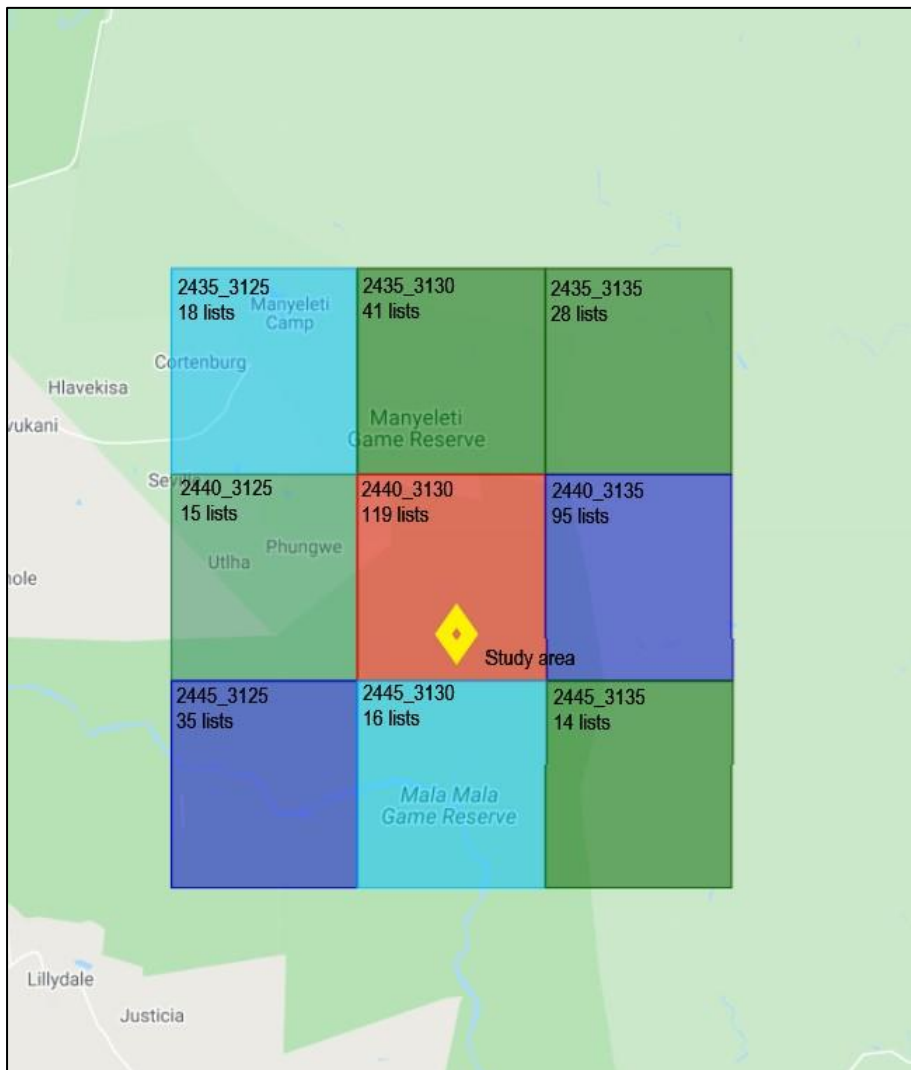 2435_3125
18 lists
2435_3130
41 lists
2435_3135
28 lists
Manyeleti
Camp
Cortenburg
Hlavekisa
vukani
Manyeleti
Game Reserve
2440_3125
15 lists
2440_3130
119 lists
2440_3135
95 lists
Phungwe
Utlha
Study area
2445_3125
35 lists
2445_3130
16 lists
2445_3135
14 lists
Mala Mala
Game Reserve
Lillydale
Justicia